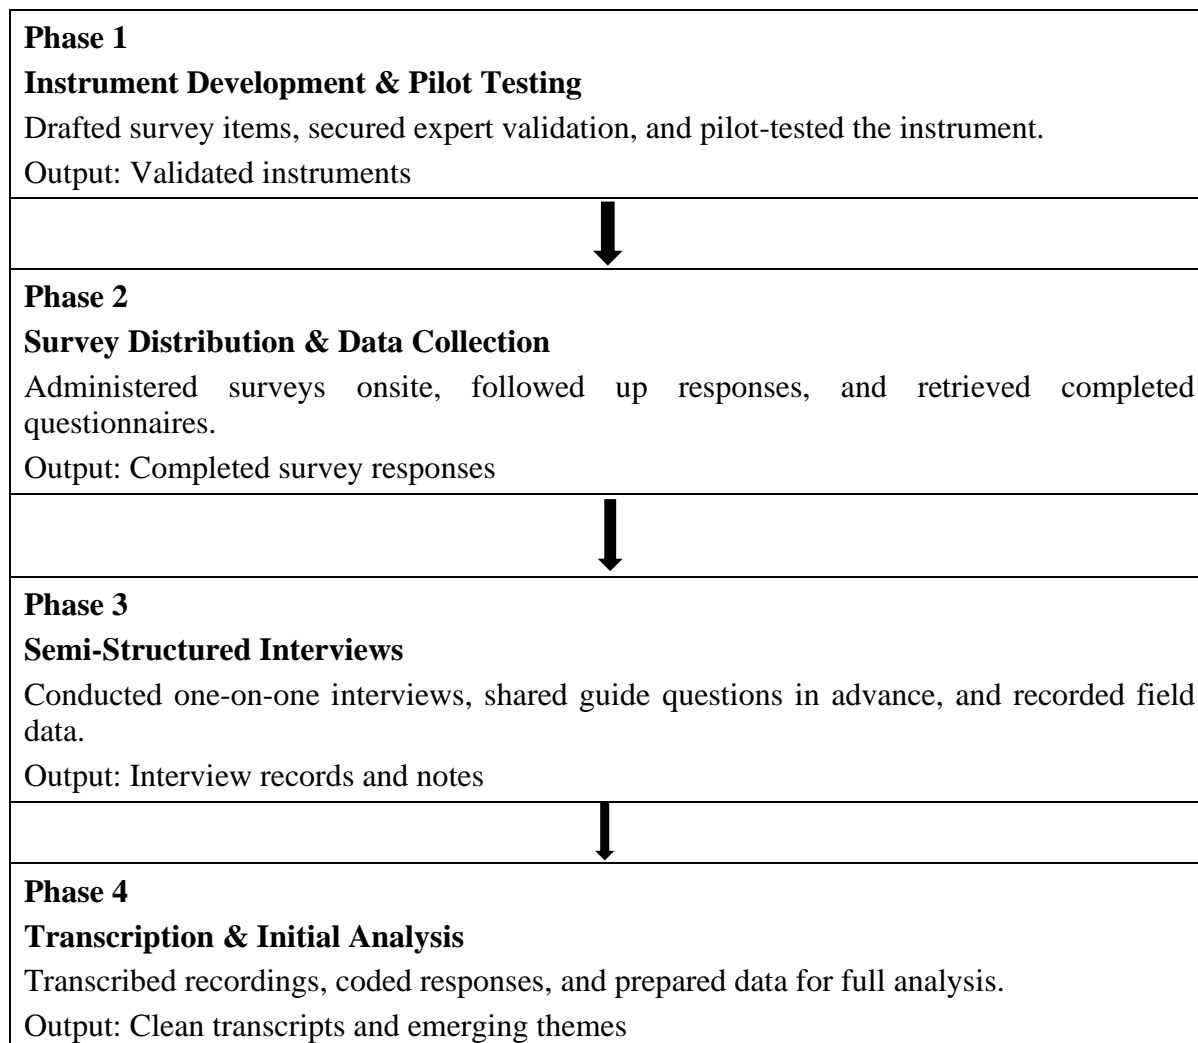 Phase 1
Instrument Development & Pilot Testing
Drafted survey items, secured expert validation, and pilot-tested the instrument.
Output: Validated instruments
Phase 2
Survey Distribution & Data Collection
Administered surveys onsite, followed up responses, and retrieved completed
questionnaires.
Output: Completed survey responses
Phase 3
Semi-Structured Interviews
Conducted one-on-one interviews, shared guide questions in advance, and recorded field
data.
Output: Interview records and notes
Phase 4
Transcription & Initial Analysis
Transcribed recordings, coded responses, and prepared data for full analysis.
Output: Clean transcripts and emerging themes